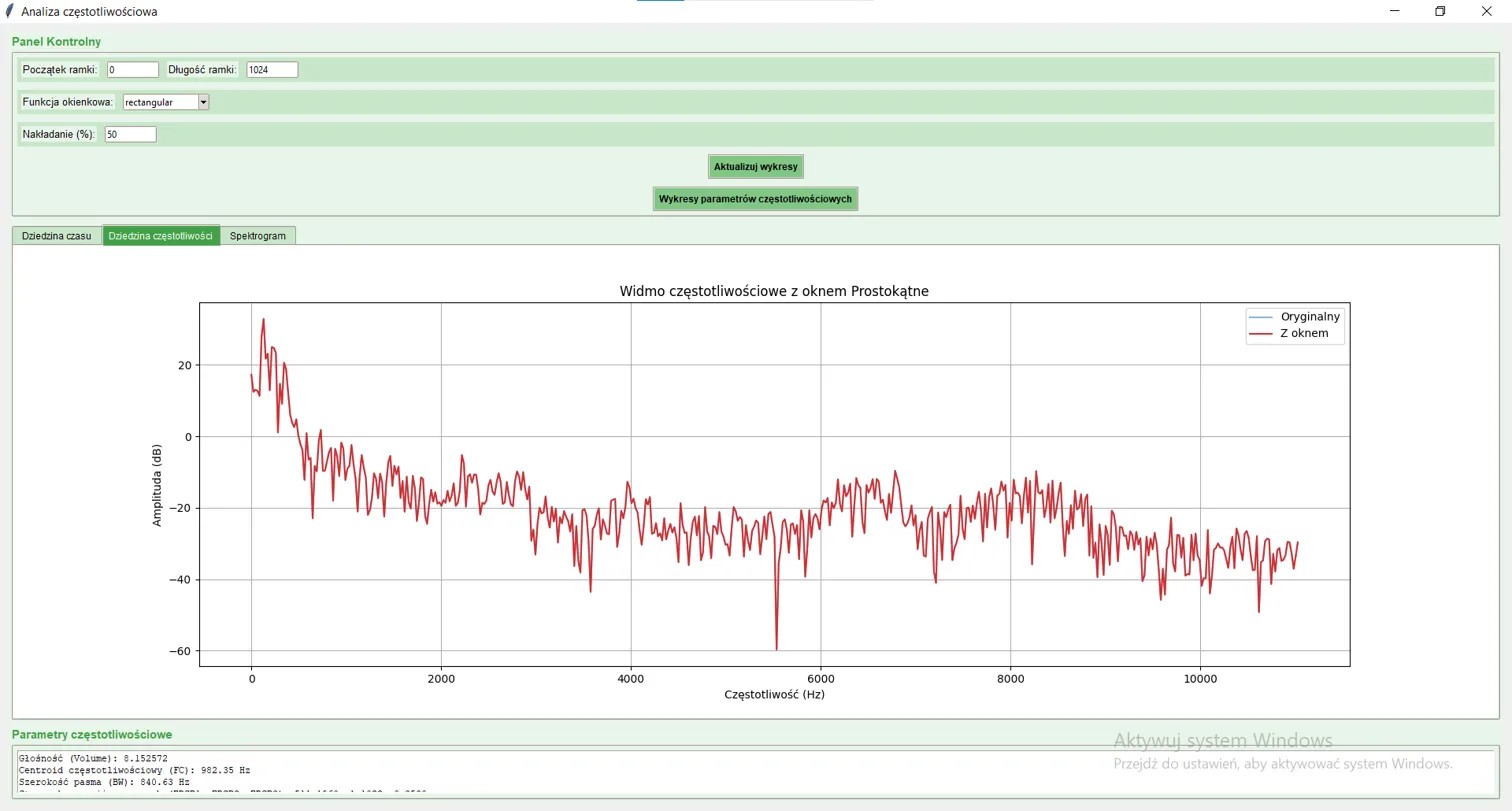 Analiza częstotliwościowa
Panel Kontrolny
Początek ramki: 0 Długość ramki: 1024
Funkcja okienkowa: rectangular
Nakładanie (%): 50
Aktualizuj wykresy
Wykresy parametrów częstotliwościowych
Dziedzina czasu Dziedzina częstotliwości Spektrogram
Widmo częstotliwościowe z oknem Prostokątne
Oryginalny
Z oknem
20
0
−20
−40
−60
Amplituda (dB)
0 2000 4000 6000 8000 10000
Częstotliwość (Hz)
Parametry częstotliwościowe
Głośność (Volume): 8.152572
Centroid częstotliwościowy (FC): 982.35 Hz
Szerokość pasma (BW): 840.63 Hz
Aktywuj system Windows
Przejdź do ustawień, aby aktywować system Windows.